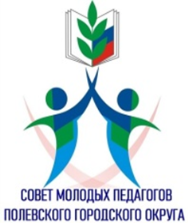 СОВЕТ МОЛОДЫХ ПЕДАГОГОВ
ПОЛЕВСКОГО ГОРОДСКОГО ОКРУГА